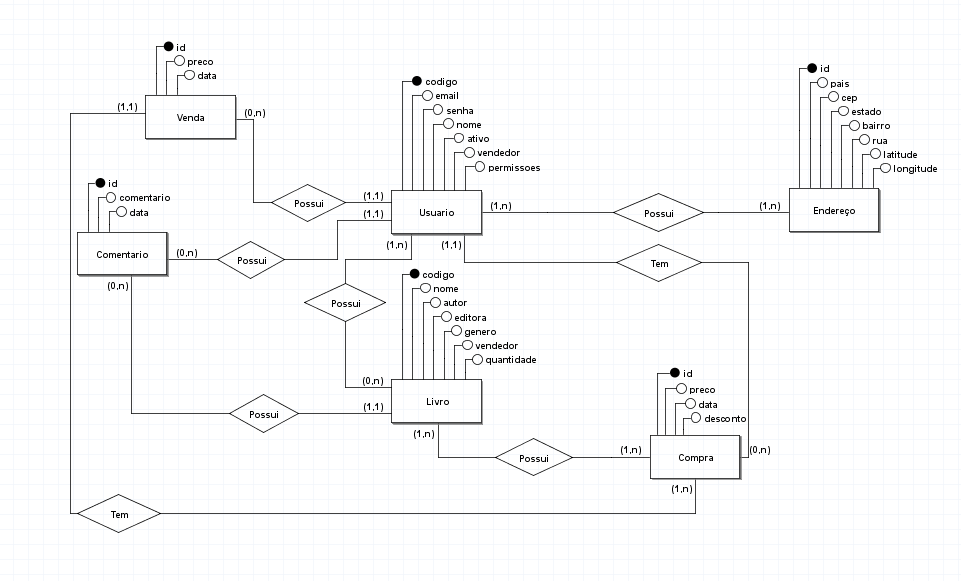 id
preco
data
(1,1)
Venda
(0,n)
codigo
email
senha
nome
ativo
vendedor
permissoes
id
pais
cep
estado
bairro
rua
latitude
longitude
id
comentario
data
Possui
(1,1)
(1,1)
Usuario
(1,n)
Possui
(1,n)
Endereço
Comentario
(0,n)
Possui
(1,n)
(1,1)
Tem
(0,n)
codigo
nome
autor
editora
genero
vendedor
quantidade
Possui
(0,n)
Livro
(1,1)
Possui
(1,n)
id
preco
data
desconto
Possui
(1,n)
Compra
(0,n)
(1,n)
Tem